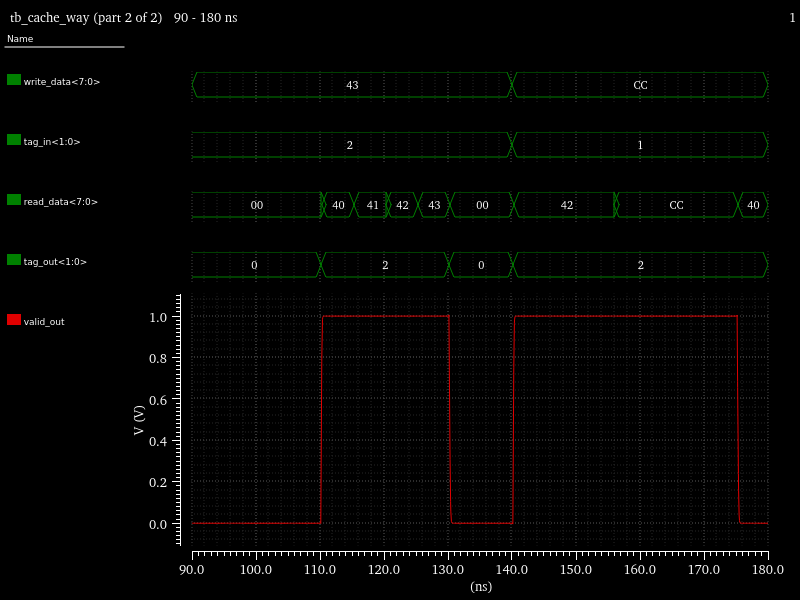 tb_cache_way (part 2 of 2) 90 - 180 ns 1
Name
write_data<7:0> 43 CC
tag_in<1:0> 2 1
read_data<7:0> 00 40 41 42 43 00 42 CC 40
tag_out<1:0> 0 2 0 2
valid_out
1.0
0.8
0.6
0.4
0.2
0.0
V (V)
90.0 100.0 110.0 120.0 130.0 140.0 150.0 160.0 170.0 180.0
(ns)